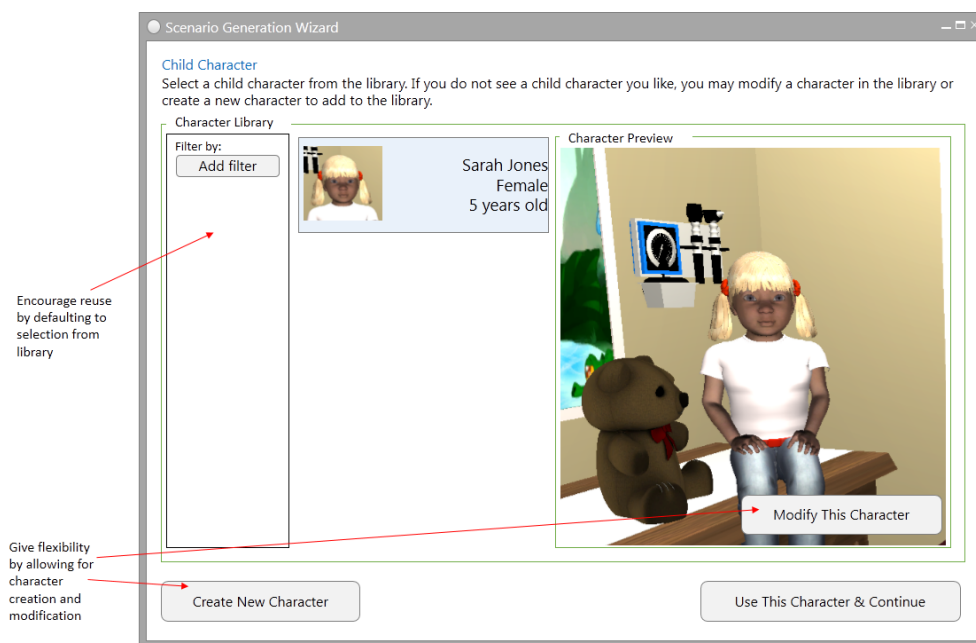 Scenario Generation Wizard
Child Character
Select a child character from the library. If you do not see a child character you like, you may modify a character in the library or
create a new character to add to the library.
Character Library
Filter by:
Add filter
Sarah Jones
Female
5 years old
Character Preview
Encourage reuse
by defaulting to
selection from
library
Modify This Character
Give flexibility
by allowing for
character
creation and
modification
Create New Character
Use This Character & Continue